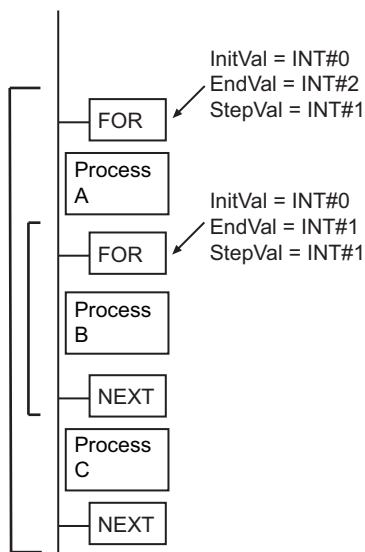 InitVal = INT#0
EndVal = INT#2
StepVal = INT#1
FOR
Process
A
InitVal = INT#0
EndVal = INT#1
StepVal = INT#1
FOR
Process
B
NEXT
Process
C
NEXT